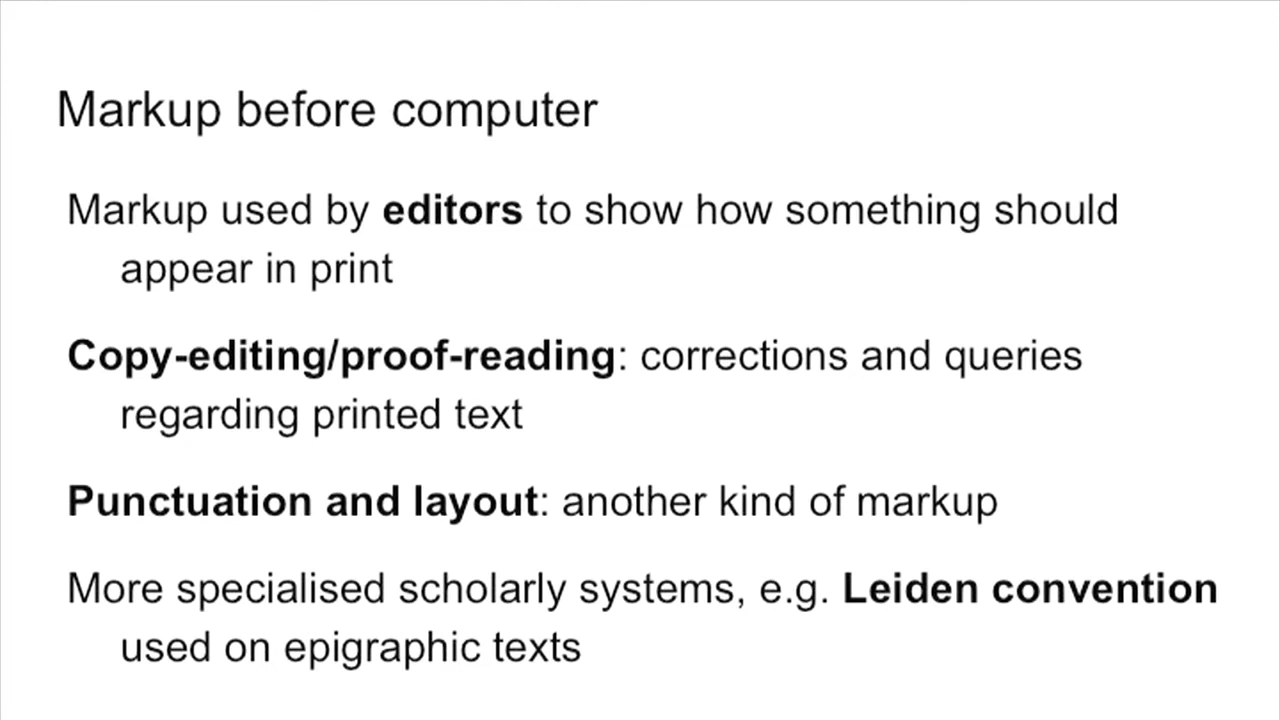 Markup before computer
Markup used by editors to show how something should
appear in print
Copy-editing/proof-reading: corrections and queries
regarding printed text
Punctuation and layout: another kind of markup
More specialised scholarly systems, e.g. Leiden convention
used on epigraphic texts